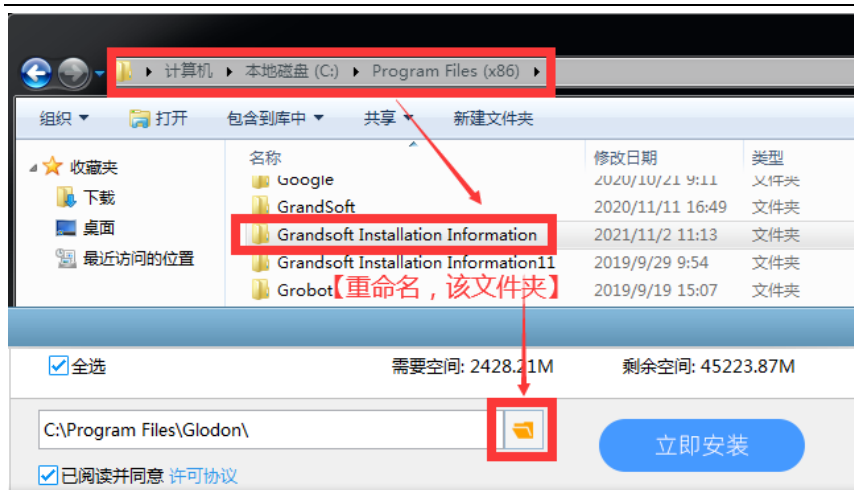 计算机 本地磁盘 (C:) Program Files (x86)
组织 打开 包含到库中 共享 新建文件夹
名称 修改日期 类型
收藏夹
下载
桌面
最近访问的位置
Google 2020/10/21 9:11 文件夹
GrandSoft 2020/11/11 16:49 文件夹
Grandsoft Installation Information 2021/11/2 11:13 文件夹
Grandsoft Installation Information11 2019/9/29 9:54 文件夹
Grobot 2019/9/19 15:07 文件夹
【重命名，该文件夹】
全选 需要空间: 2428.21M 剩余空间: 45223.87M
C:\Program Files\Glodon\
立即安装
已阅读并同意 许可协议